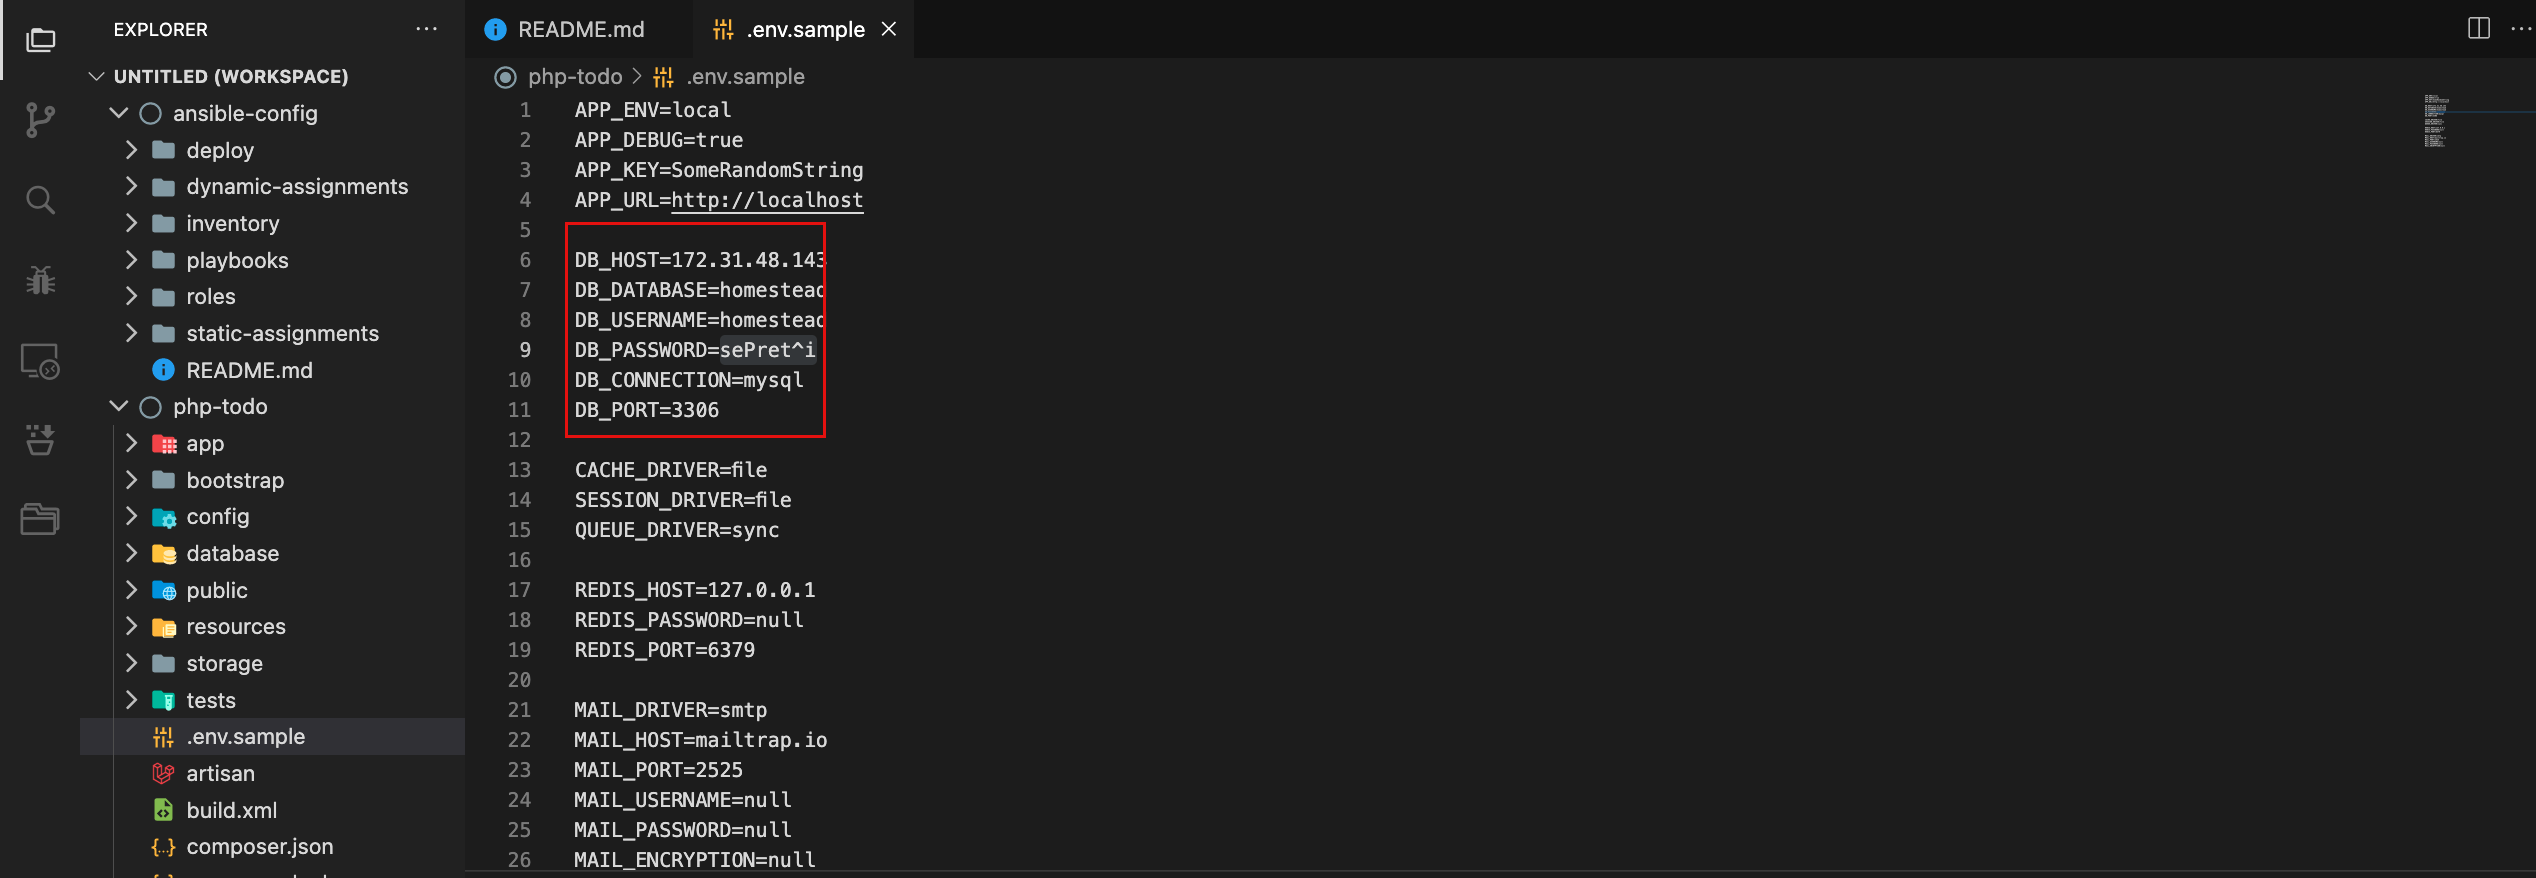 EXPLORER
UNTITLED (WORKSPACE)
ansible-config
deploy
dynamic-assignments
inventory
playbooks
roles
static-assignments
README.md
php-todo
app
bootstrap
config
database
public
resources
storage
tests
.env.sample
artisan
build.xml
composer.json
README.md
.env.sample
php-todo > .env.sample
1 APP_ENV=local
2 APP_DEBUG=true
3 APP_KEY=SomeRandomString
4 APP_URL=http://localhost
5
6 DB_HOST=172.31.48.143
7 DB_DATABASE=homestead
8 DB_USERNAME=homestead
9 DB_PASSWORD=sePret^i
10 DB_CONNECTION=mysql
11 DB_PORT=3306
12
13 CACHE_DRIVER=file
14 SESSION_DRIVER=file
15 QUEUE_DRIVER=sync
16
17 REDIS_HOST=127.0.0.1
18 REDIS_PASSWORD=null
19 REDIS_PORT=6379
20
21 MAIL_DRIVER=smtp
22 MAIL_HOST=mailtrap.io
23 MAIL_PORT=2525
24 MAIL_USERNAME=null
25 MAIL_PASSWORD=null
26 MAIL_ENCRYPTION=null